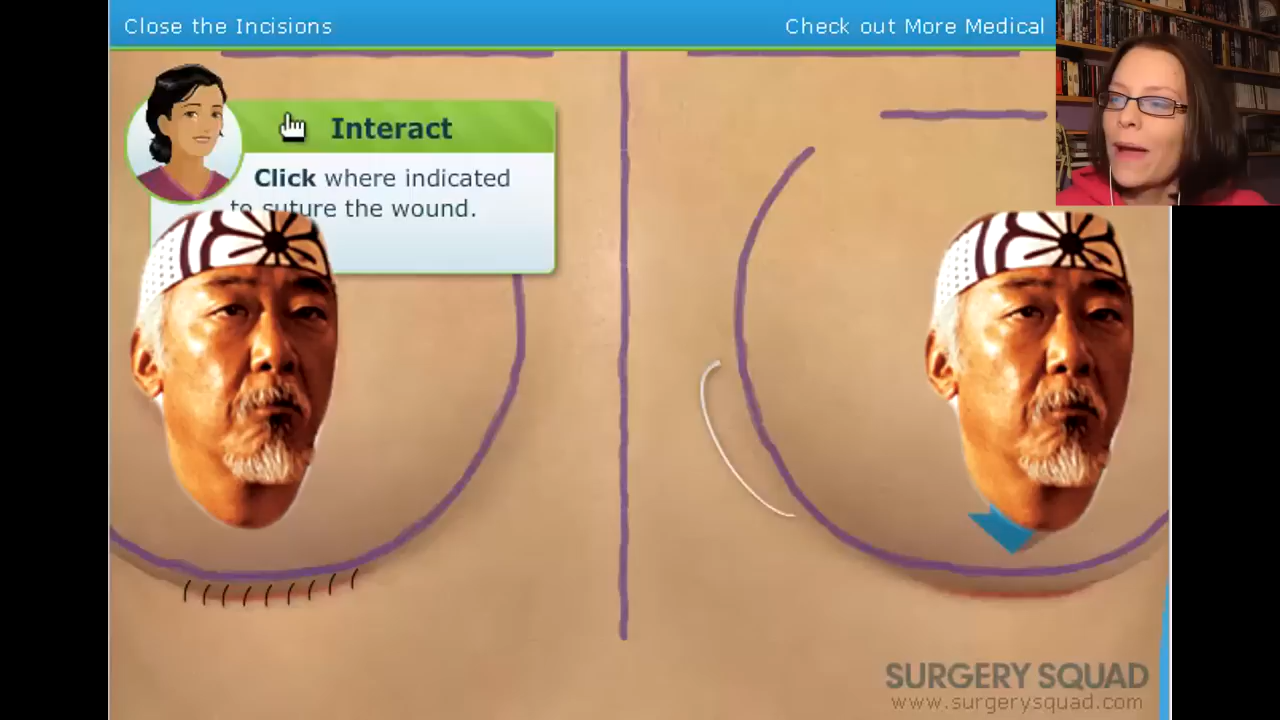 Close the Incisions
Check out More Medical
Interact
Click where indicated
to suture the wound.
SURGERY SQUAD
www.surgerysquad.com